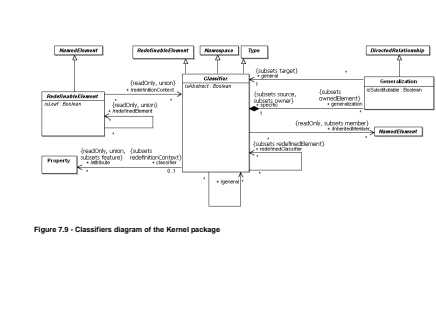 NamedElement
RedefinableElement
Namespace
Type
DirectedRelationship
{readOnly, union}
+ /redefinitionContext
Classifier
isAbstract : Boolean
{subsets target}
+ general
*
1
Generalization
isSubstitutable : Boolean
RedefinableElement
isLeaf : Boolean
*
{readOnly, union}
+ /redefinedElement
*
*
{subsets source,
subsets owner}
+ specific
1
{subsets
ownedElement}
+ generalization
*
{readOnly, subsets member}
+ /inheritedMember
*
*
NamedElement
{subsets redefinedElement}
+ redefinedClassifier
*
*
Property
{readOnly, union,
subsets feature}
+ /attribute
*
{subsets
redefinitionContext}
+ classifier
0..1
*
+ /general
*
Figure 7.9 - Classifiers diagram of the Kernel package